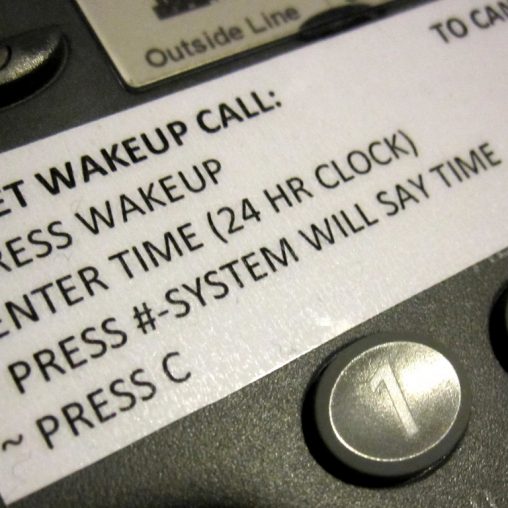 Outside Line
TO CAN
ET WAKEUP CALL:
RESS WAKEUP
ENTER TIME (24 HR CLOCK)
PRESS #-SYSTEM WILL SAY TIME
~ PRESS C
1